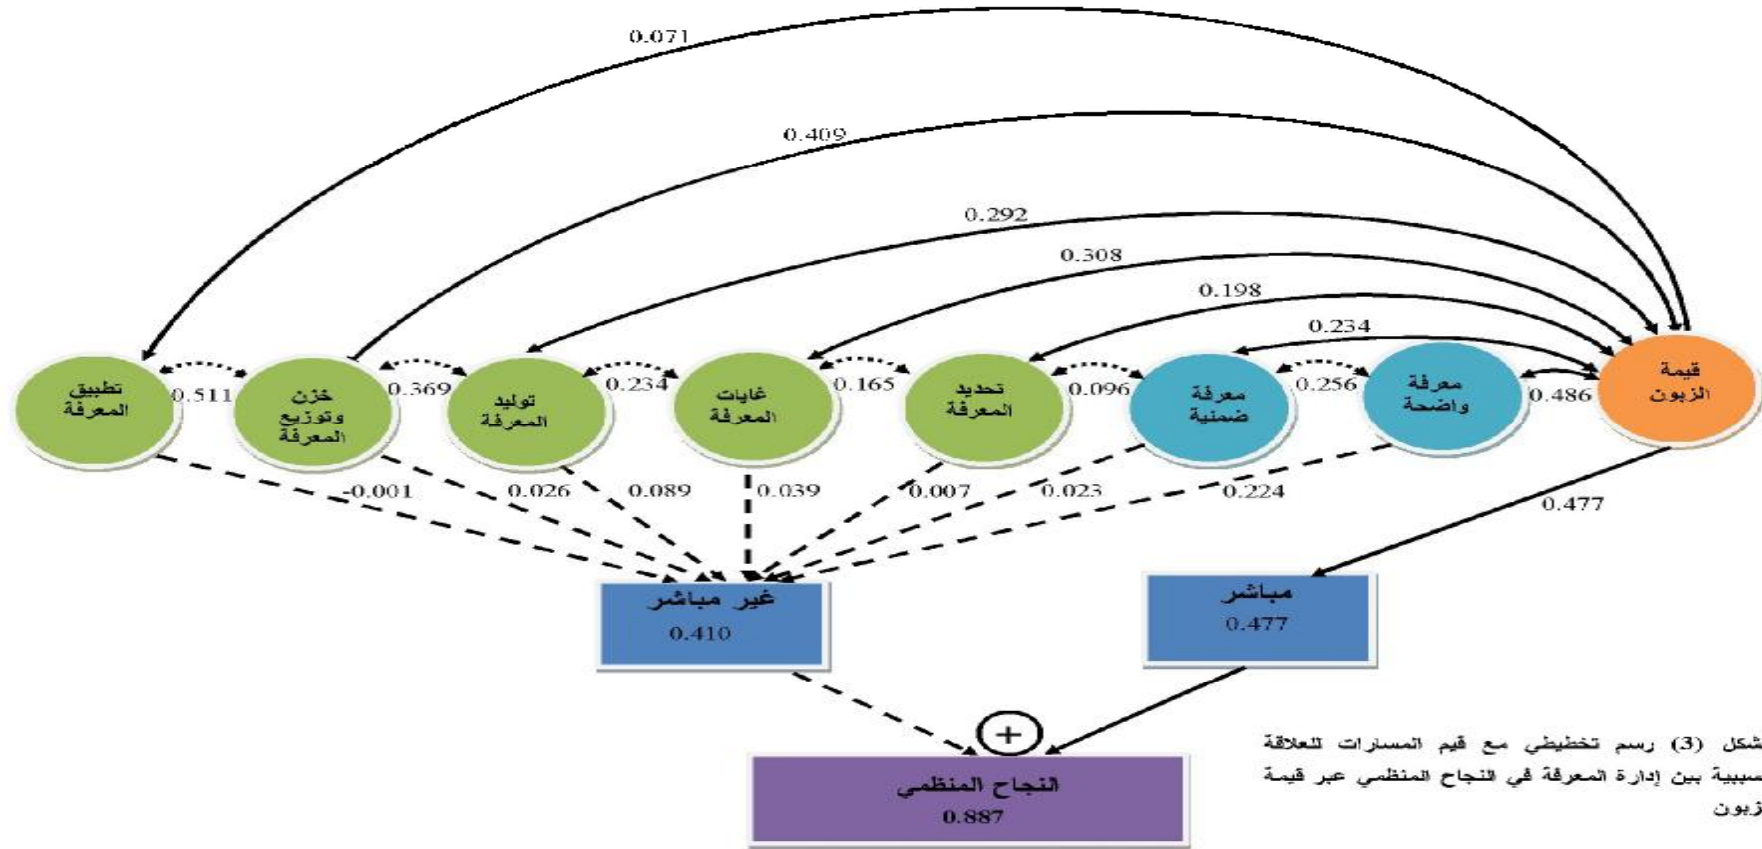 0.071
0.409
0.292
0.308
0.198
0.234
قيمة
الزبون
معرفة
واضحة
معرفة
ضمنية
تحديد
المعرفة
غايات
المعرفة
توليد
المعرفة
خزن
وتوزيع
المعرفة
تطبيق
المعرفة
0.486
0.256
0.096
0.165
0.234
0.369
0.511
0.477
0.224
0.023
0.007
0.039
0.089
0.026
-0.001
مباشر
0.477
غير مباشر
0.410
+
النجاح المنظمي
0.887
شكل (3) رسم تخطيطي مع قيم المسارات للعلاقة
سببية بين إدارة المعرفة في النجاح المنظمي عبر قيمة
زبون